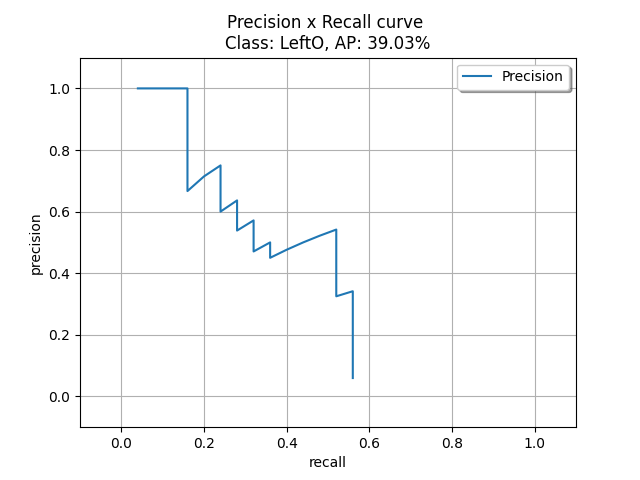 Precision x Recall curve
Class: LeftO, AP: 39.03%
Precision
1.0
0.8
0.6
0.4
0.2
0.0
precision
0.0 0.2 0.4 0.6 0.8 1.0
recall